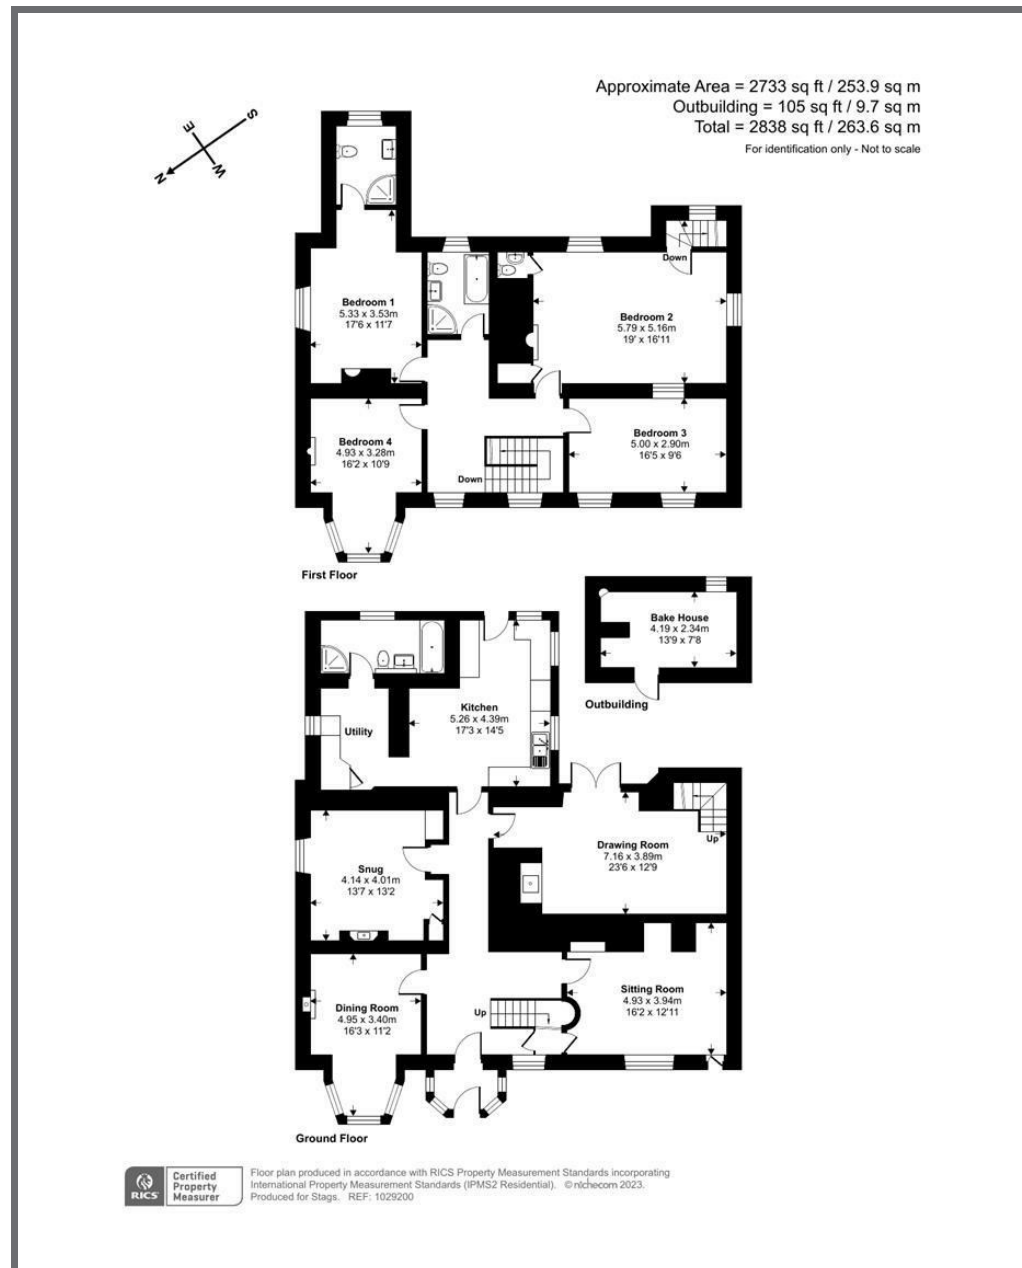 Approximate Area = 2733 sq ft / 253.9 sq m
Outbuilding = 105 sq ft / 9.7 sq m
Total = 2838 sq ft / 263.6 sq m
For identification only - Not to scale
S
E
W
N
Down
Bedroom 1
5.33 x 3.53m
17'6 x 11'7
Bedroom 2
5.79 x 5.16m
19' x 16'11
Bedroom 4
4.93 x 3.28m
16'2 x 10'9
Bedroom 3
5.00 x 2.90m
16'5 x 9'6
Down
First Floor
Bake House
4.19 x 2.34m
13'9 x 7'8
Outbuilding
Kitchen
5.26 x 4.39m
17'3 x 14'5
Utility
Up
Drawing Room
7.16 x 3.89m
23'6 x 12'9
Snug
4.14 x 4.01m
13'7 x 13'2
Sitting Room
4.93 x 3.94m
16'2 x 12'11
Dining Room
4.95 x 3.40m
16'3 x 11'2
Up
Ground Floor
RICS
Certified
Property
Measurer
Floor plan produced in accordance with RICS Property Measurement Standards incorporating
International Property Measurement Standards (IPMS2 Residential). © nichecom 2023.
Produced for Stags. REF: 1029200